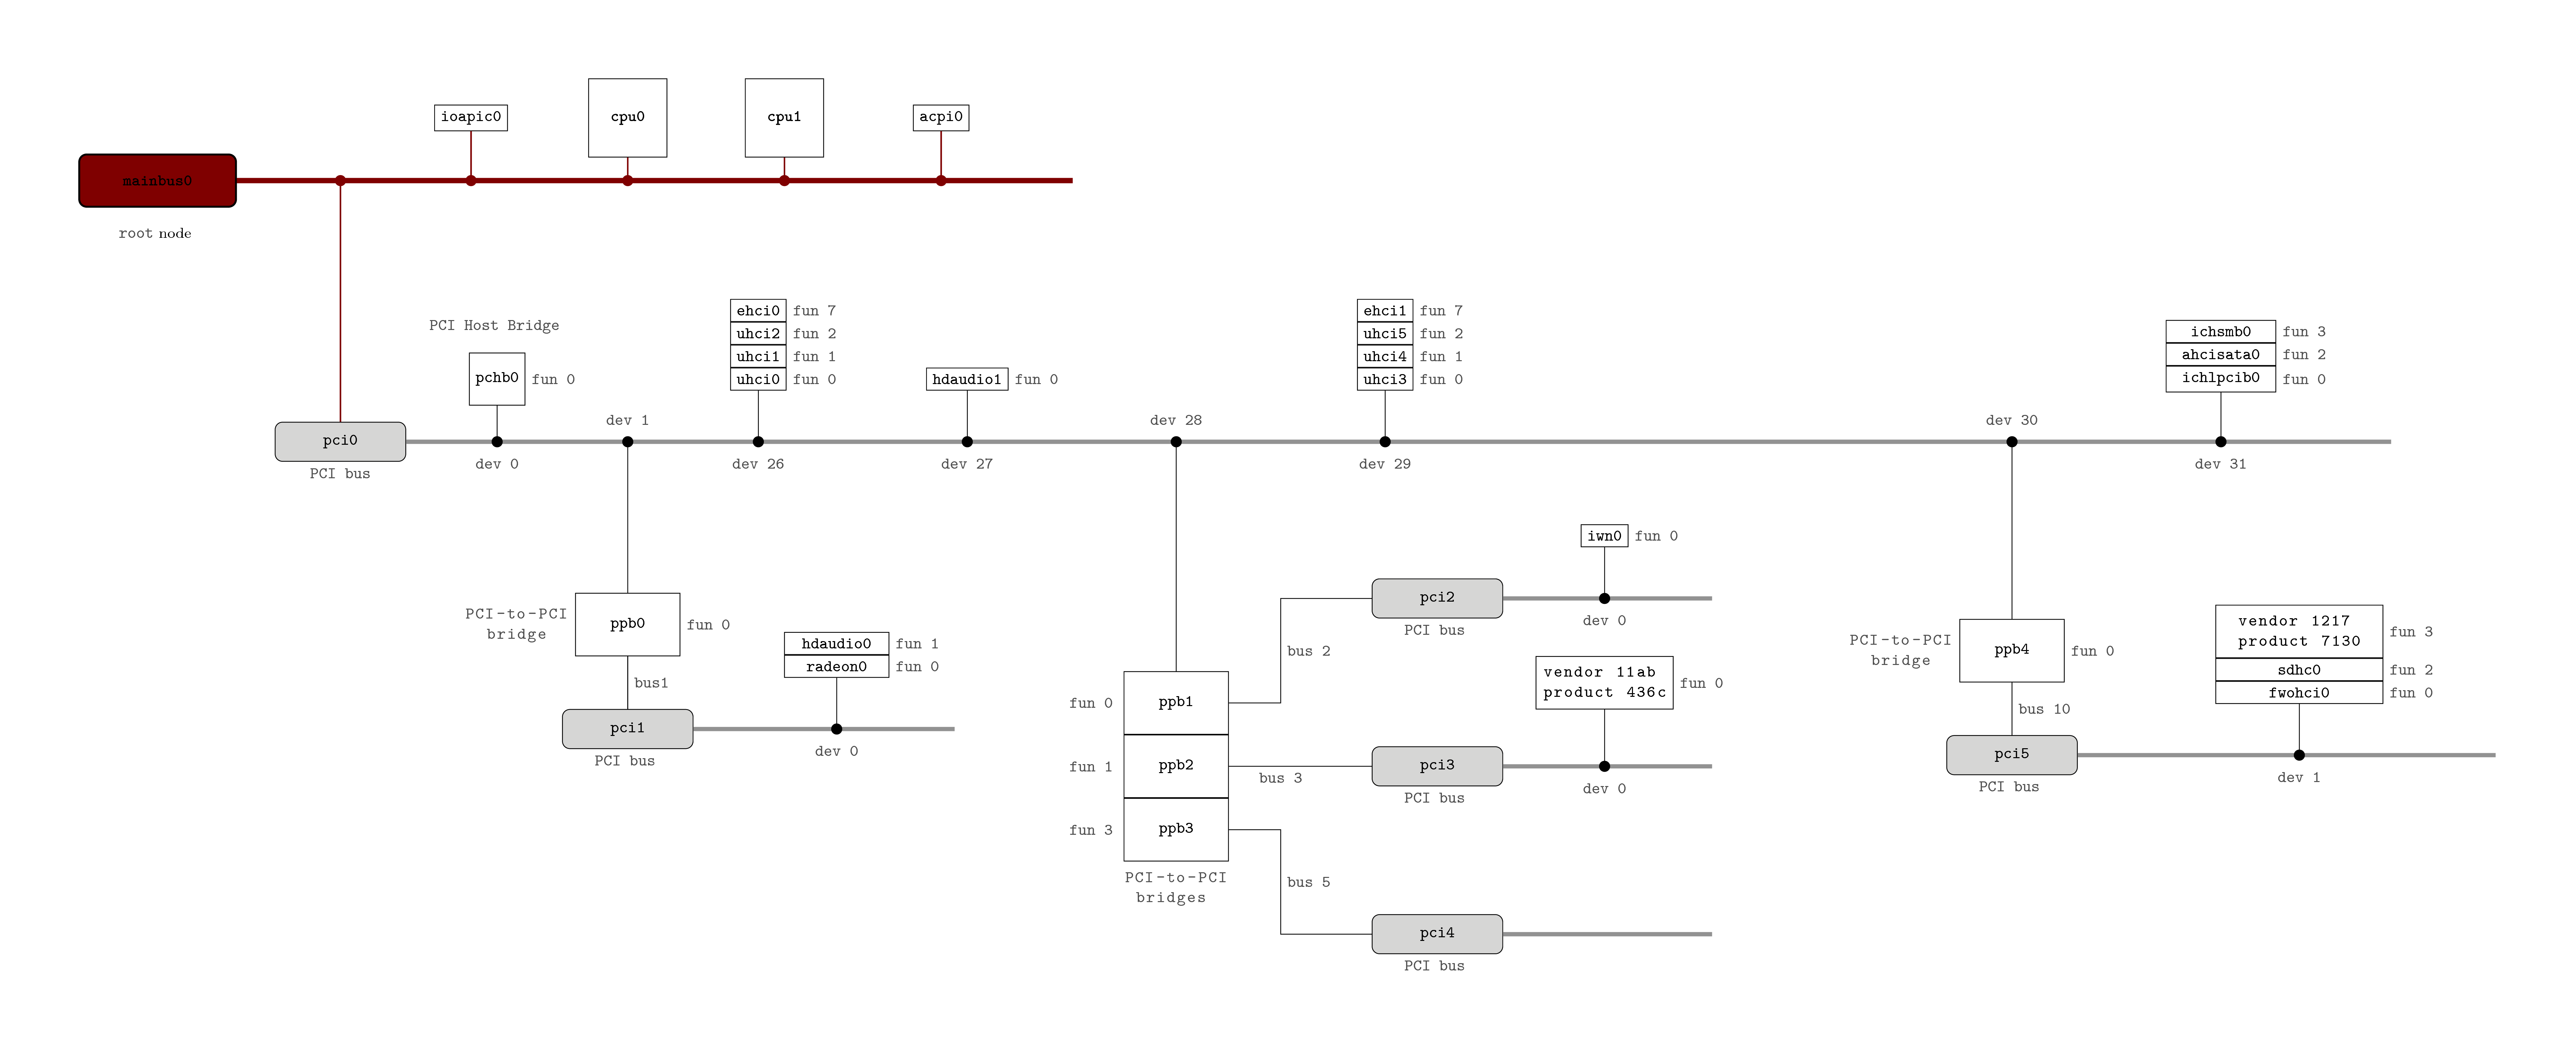 ioapic0
cpu0
cpu1
acpi0
mainbus0
root node
PCI Host Bridge
pchb0
fun 0
ehci0 fun 7
uhci2 fun 2
uhci1 fun 1
uhci0 fun 0
hdaudio1 fun 0
ehci1 fun 7
uhci5 fun 2
uhci4 fun 1
uhci3 fun 0
ichsmb0 fun 3
ahcisata0 fun 2
ichlpcib0 fun 0
pci0
PCI bus
dev 0
dev 1
dev 26
dev 27
dev 28
dev 29
dev 30
dev 31
PCI-to-PCI
bridge
ppb0
fun 0
bus1
pci1
PCI bus
hdaudio0 fun 1
radeon0 fun 0
dev 0
fun 0
ppb1
fun 1
ppb2
fun 3
ppb3
PCI-to-PCI
bridges
bus 2
pci2
PCI bus
iwn0 fun 0
dev 0
bus 3
pci3
PCI bus
vendor 11ab
product 436c
fun 0
dev 0
bus 5
pci4
PCI bus
PCI-to-PCI
bridge
ppb4
fun 0
bus 10
pci5
PCI bus
vendor 1217
product 7130
fun 3
sdhc0 fun 2
fwohci0 fun 0
dev 1